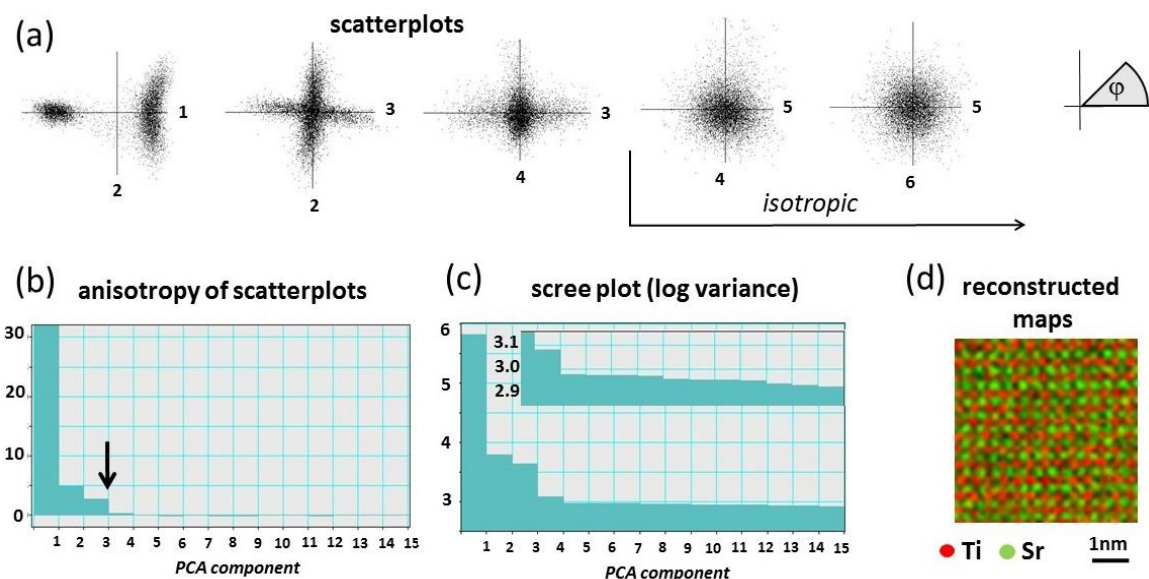 (a)
scatterplots
1
2
3
2
3
4
5
4
5
6
φ
isotropic
(b)
anisotropy of scatterplots
30
20
10
0
1 2 3 4 5 6 7 8 9 10 11 12 13 14 15
PCA component
(c)
scree plot (log variance)
6
5
4
3
3.1
3.0
2.9
1 2 3 4 5 6 7 8 9 10 11 12 13 14 15
PCA component
(d)
reconstructed
maps
Ti Sr
1nm